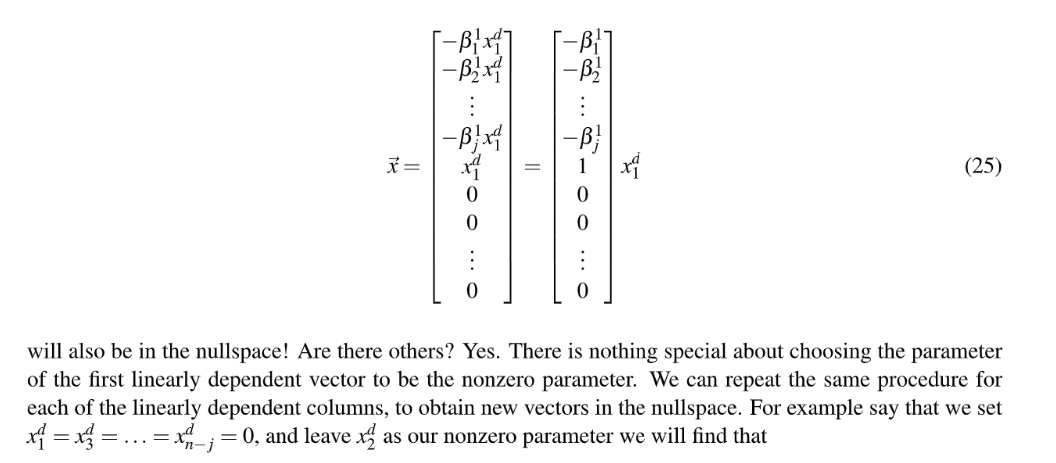 $$\vec{x} = \begin{bmatrix} -\beta_1^1 x_1^d \\ -\beta_2^1 x_1^d \\ \vdots \\ -\beta_j^1 x_1^d \\ x_1^d \\ 0 \\ 0 \\ \vdots \\ 0 \end{bmatrix} = \begin{bmatrix} -\beta_1^1 \\ -\beta_2^1 \\ \vdots \\ -\beta_j^1 \\ 1 \\ 0 \\ 0 \\ \vdots \\ 0 \end{bmatrix} x_1^d \quad (25)$$
will also be in the nullspace! Are there others? Yes. There is nothing special about choosing the parameter
of the first linearly dependent vector to be the nonzero parameter. We can repeat the same procedure for
each of the linearly dependent columns, to obtain new vectors in the nullspace. For example say that we set
$x_1^d = x_3^d = \ldots = x_{n-j}^d = 0$, and leave $x_2^d$ as our nonzero parameter we will find that